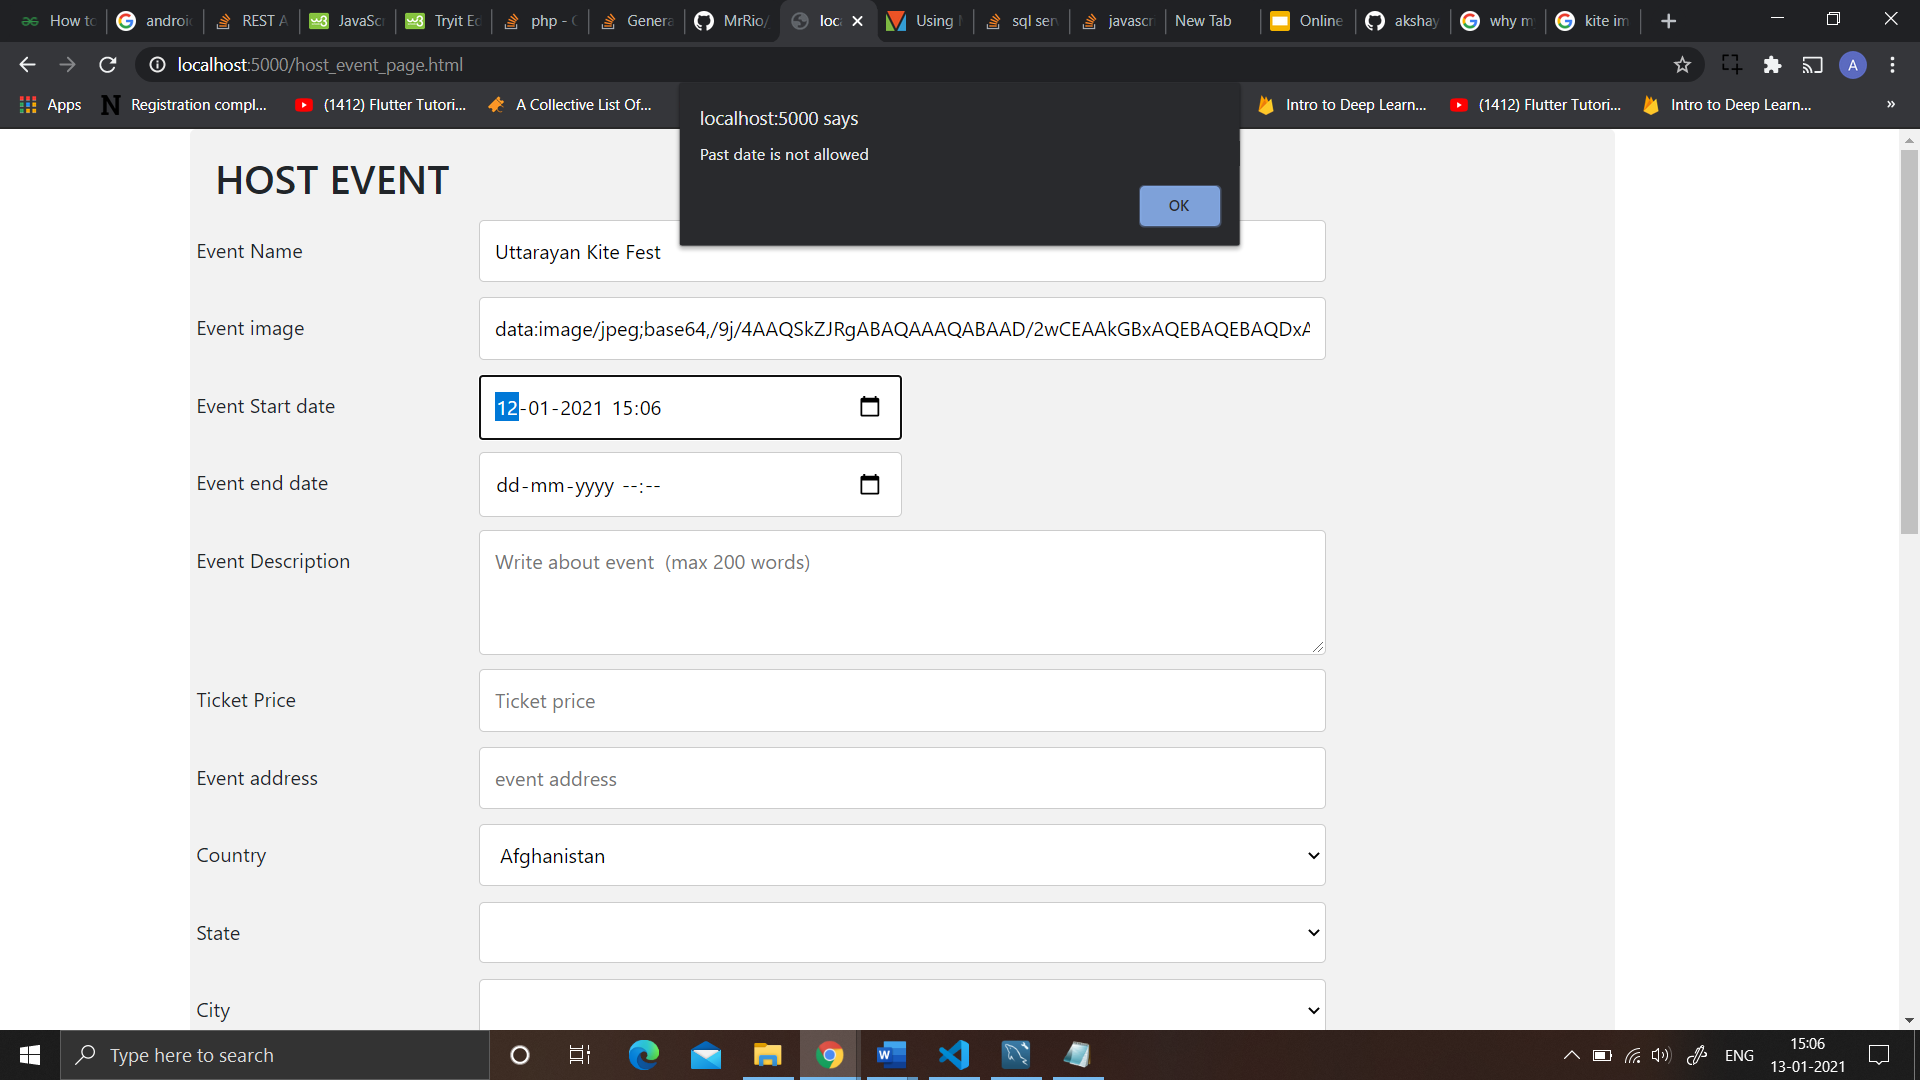 How to
androi
REST A
JavaScr
Tryit Ed
php - C
Genera
MrRio/
loca
Using
sql serv
javascri
New Tab
Online
akshay
why my
kite im
localhost:5000/host_event_page.html
A
Apps
Registration compl...
(1412) Flutter Tutori...
A Collective List Of...
Intro to Deep Learn...
(1412) Flutter Tutori...
Intro to Deep Learn...
»
localhost:5000 says
Past date is not allowed
OK
HOST EVENT
Event Name
Uttarayan Kite Fest
Event image
data:image/jpeg;base64,/9j/4AAQSkZJRgABAQAAAQABAAD/2wCEAAkGBxAQEBAQEBAQDxA
Event Start date
12-01-2021 15:06
Event end date
dd-mm-yyyy --:--
Event Description
Write about event (max 200 words)
Ticket Price
Ticket price
Event address
event address
Country
Afghanistan
State
City
Type here to search
ENG
15:06
13-01-2021